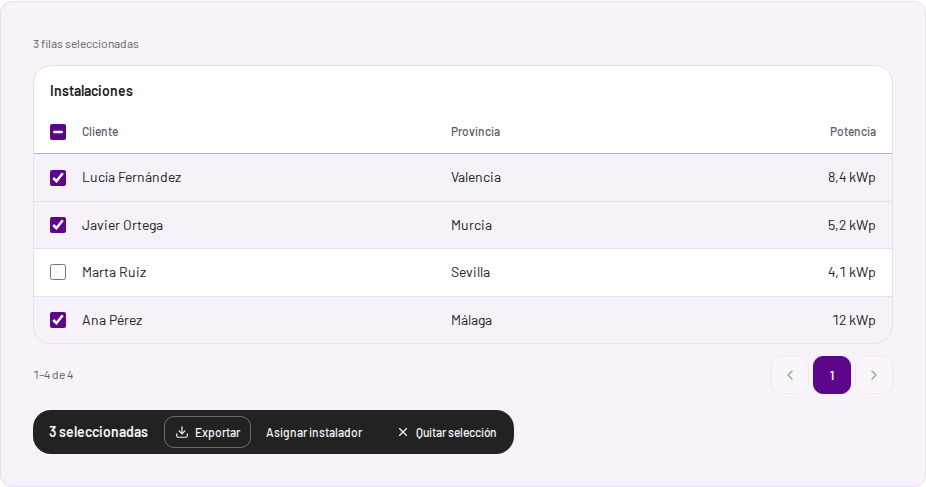 3 filas seleccionadas
Instalaciones
Cliente Provincia Potencia
Lucía Fernández Valencia 8,4 kWp
Javier Ortega Murcia 5,2 kWp
Marta Ruiz Sevilla 4,1 kWp
Ana Pérez Málaga 12 kWp
1–4 de 4 1
3 seleccionadas Exportar Asignar instalador Quitar selección